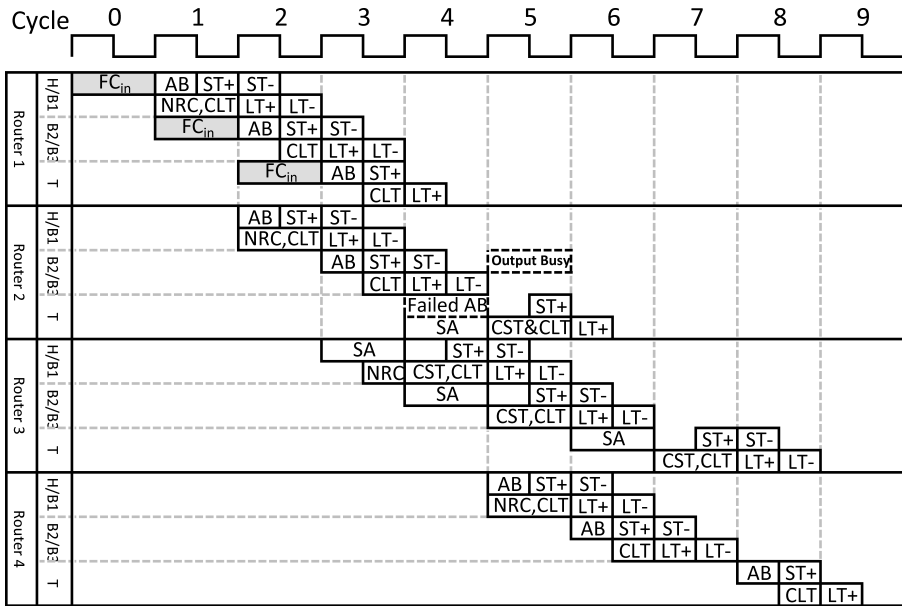 Cycle 0 1 2 3 4 5 6 7 8 9
Router 1
H/B1
FCin AB ST+ ST-
NRC,CLT LT+ LT-
B2/B3
FCin AB ST+ ST-
CLT LT+ LT-
T
FCin AB ST+
CLT LT+
Router 2
H/B1
AB ST+ ST-
NRC,CLT LT+ LT-
B2/B3
AB ST+ ST- Output Busy
CLT LT+ LT-
T
Failed AB ST+
SA CST&CLT LT+
Router 3
H/B1
SA ST+ ST-
NRC CST,CLT LT+ LT-
B2/B3
SA ST+ ST-
CST,CLT LT+ LT-
T
SA ST+ ST-
CST,CLT LT+ LT-
Router 4
H/B1
AB ST+ ST-
NRC,CLT LT+ LT-
B2/B3
AB ST+ ST-
CLT LT+ LT-
T
AB ST+
CLT LT+